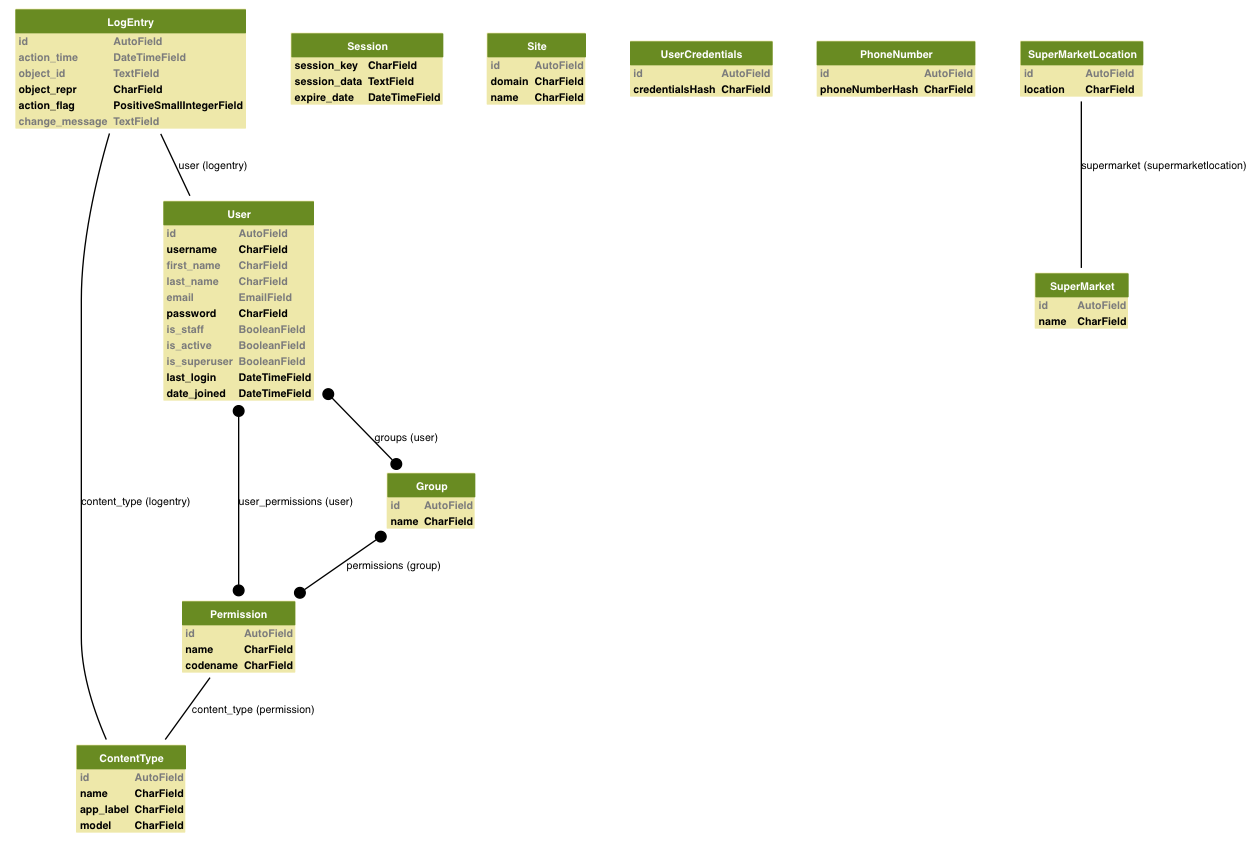 LogEntry
id AutoField
action_time DateTimeField
object_id TextField
object_repr CharField
action_flag PositiveSmallIntegerField
change_message TextField
Session
session_key CharField
session_data TextField
expire_date DateTimeField
Site
id AutoField
domain CharField
name CharField
UserCredentials
id AutoField
credentialsHash CharField
PhoneNumber
id AutoField
phoneNumberHash CharField
SuperMarketLocation
id AutoField
location CharField
user (logentry)
supermarket (supermarketlocation)
User
id AutoField
username CharField
first_name CharField
last_name CharField
email EmailField
password CharField
is_staff BooleanField
is_active BooleanField
is_superuser BooleanField
last_login DateTimeField
date_joined DateTimeField
SuperMarket
id AutoField
name CharField
groups (user)
content_type (logentry)
user_permissions (user)
Group
id AutoField
name CharField
permissions (group)
Permission
id AutoField
name CharField
codename CharField
content_type (permission)
ContentType
id AutoField
name CharField
app_label CharField
model CharField